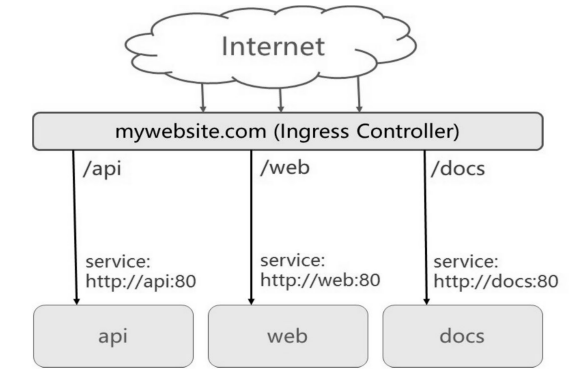 Internet
mywebsite.com (Ingress Controller)
/api
/web
/docs
service:
http://api:80
service:
http://web:80
service:
http://docs:80
api
web
docs